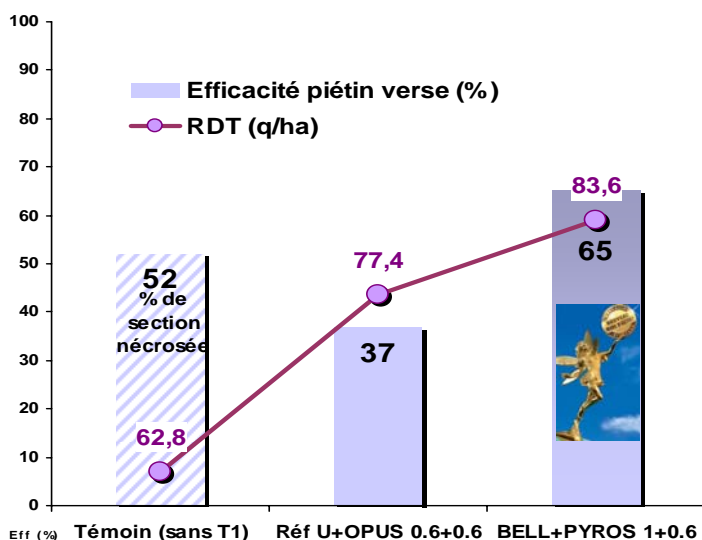 100
90
80
70
60
50
40
30
20
10
0
Efficacité piétin verse (%)
RDT (q/ha)
52
% de
section
nécrosée
62,8
77,4
37
83,6
65
Eff (%)
Témoin (sans T1)
Réf U+OPUS 0.6+0.6
BELL+PYROS 1+0.6